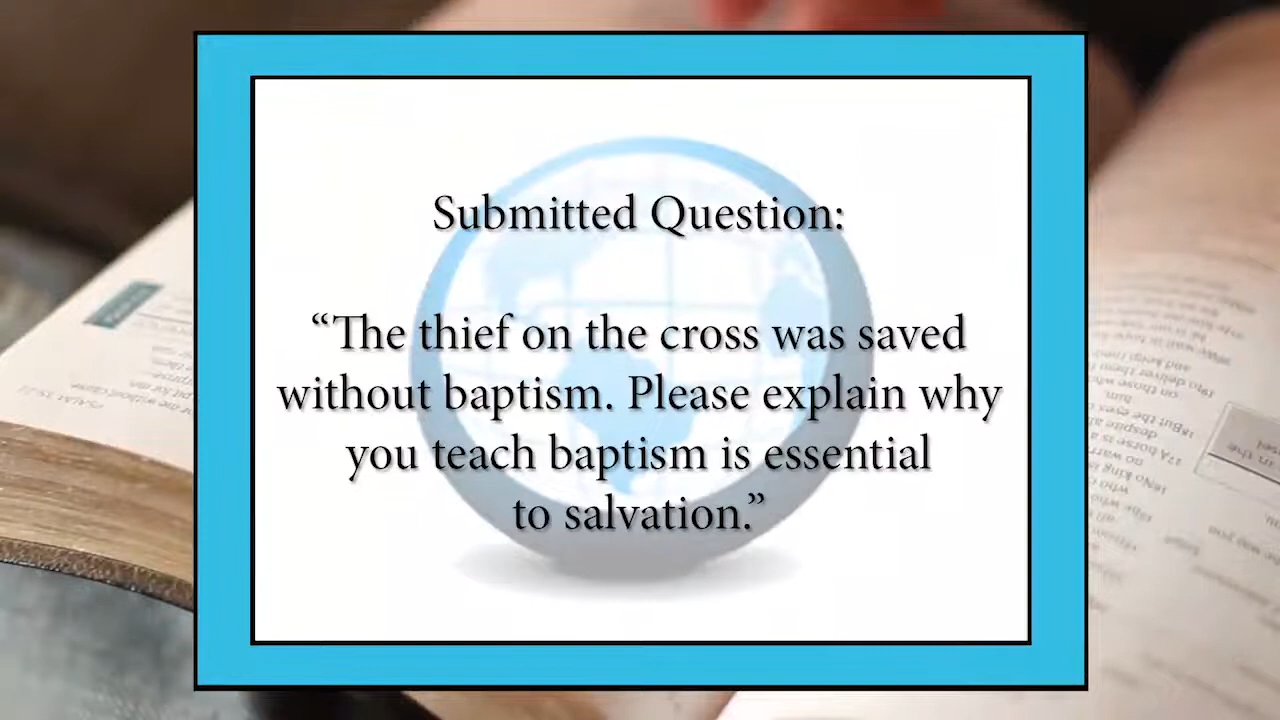 Submitted Question:
“The thief on the cross was saved
without baptism. Please explain why
you teach baptism is essential
to salvation.”